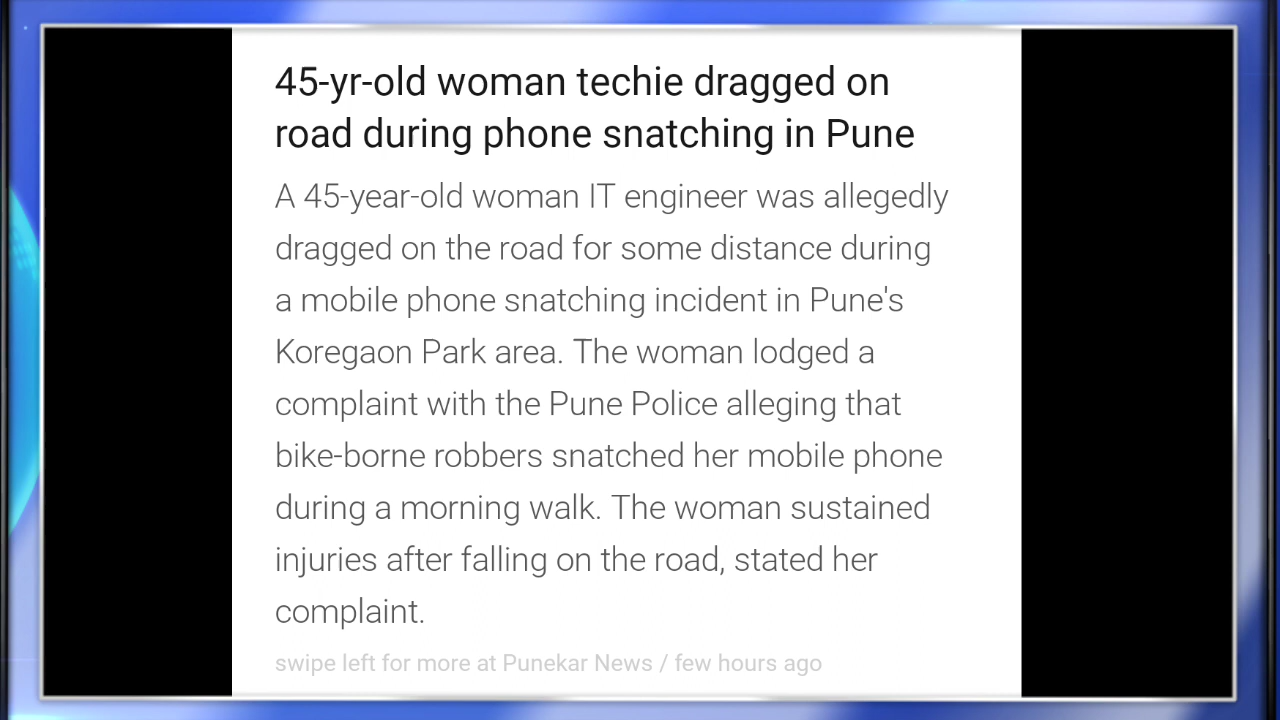 45-yr-old woman techie dragged on
road during phone snatching in Pune
A 45-year-old woman IT engineer was allegedly
dragged on the road for some distance during
a mobile phone snatching incident in Pune's
Koregaon Park area. The woman lodged a
complaint with the Pune Police alleging that
bike-borne robbers snatched her mobile phone
during a morning walk. The woman sustained
injuries after falling on the road, stated her
complaint.
swipe left for more at Punekar News / few hours ago